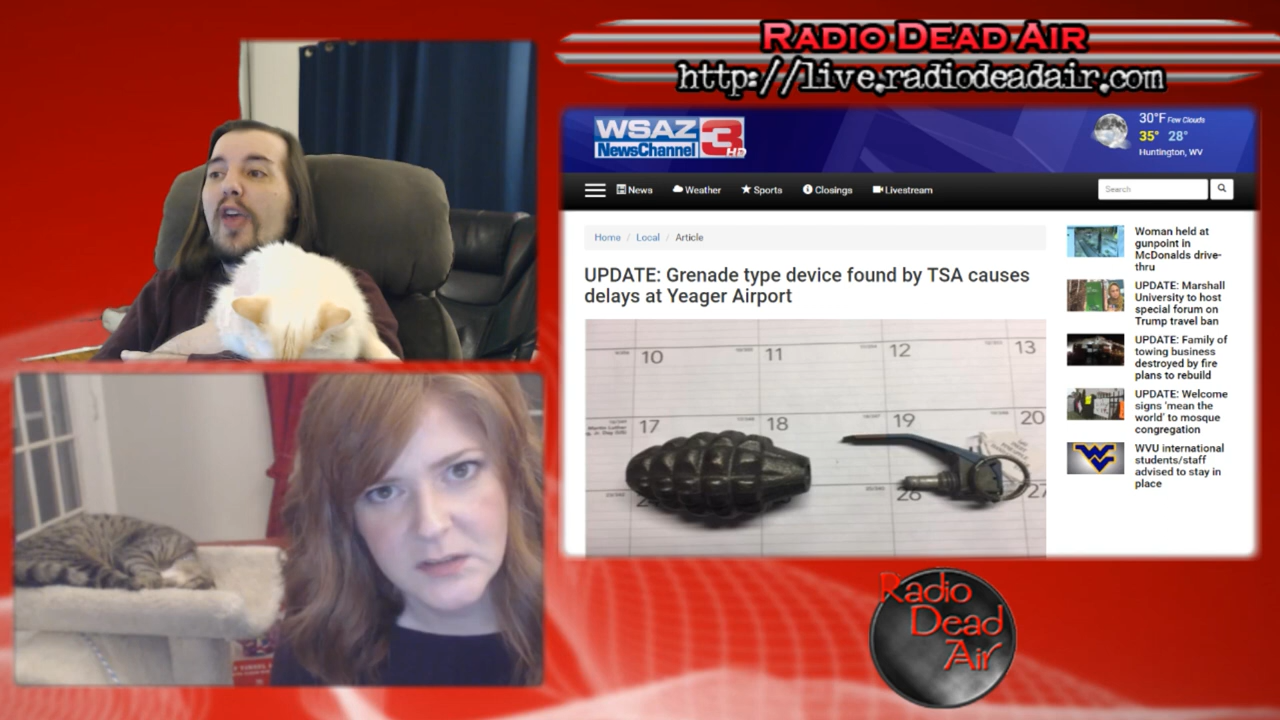 RADIO DEAD AIR
http://live.radiodeadair.com
WSAZ 3
NewsChannel HD
30°F Few Clouds
35° 28°
Huntington, WV
News Weather Sports Closings Livestream
Search
Home / Local / Article
UPDATE: Grenade type device found by TSA causes
delays at Yeager Airport
10 11 12 13
17 18 19 20
26 27
Woman held at
gunpoint in
McDonalds drive-
thru
UPDATE: Marshall
University to host
special forum on
Trump travel ban
UPDATE: Family of
towing business
destroyed by fire
plans to rebuild
UPDATE: Welcome
signs 'mean the
world' to mosque
congregation
WVU international
students/staff
advised to stay in
place
Radio
Dead
Air